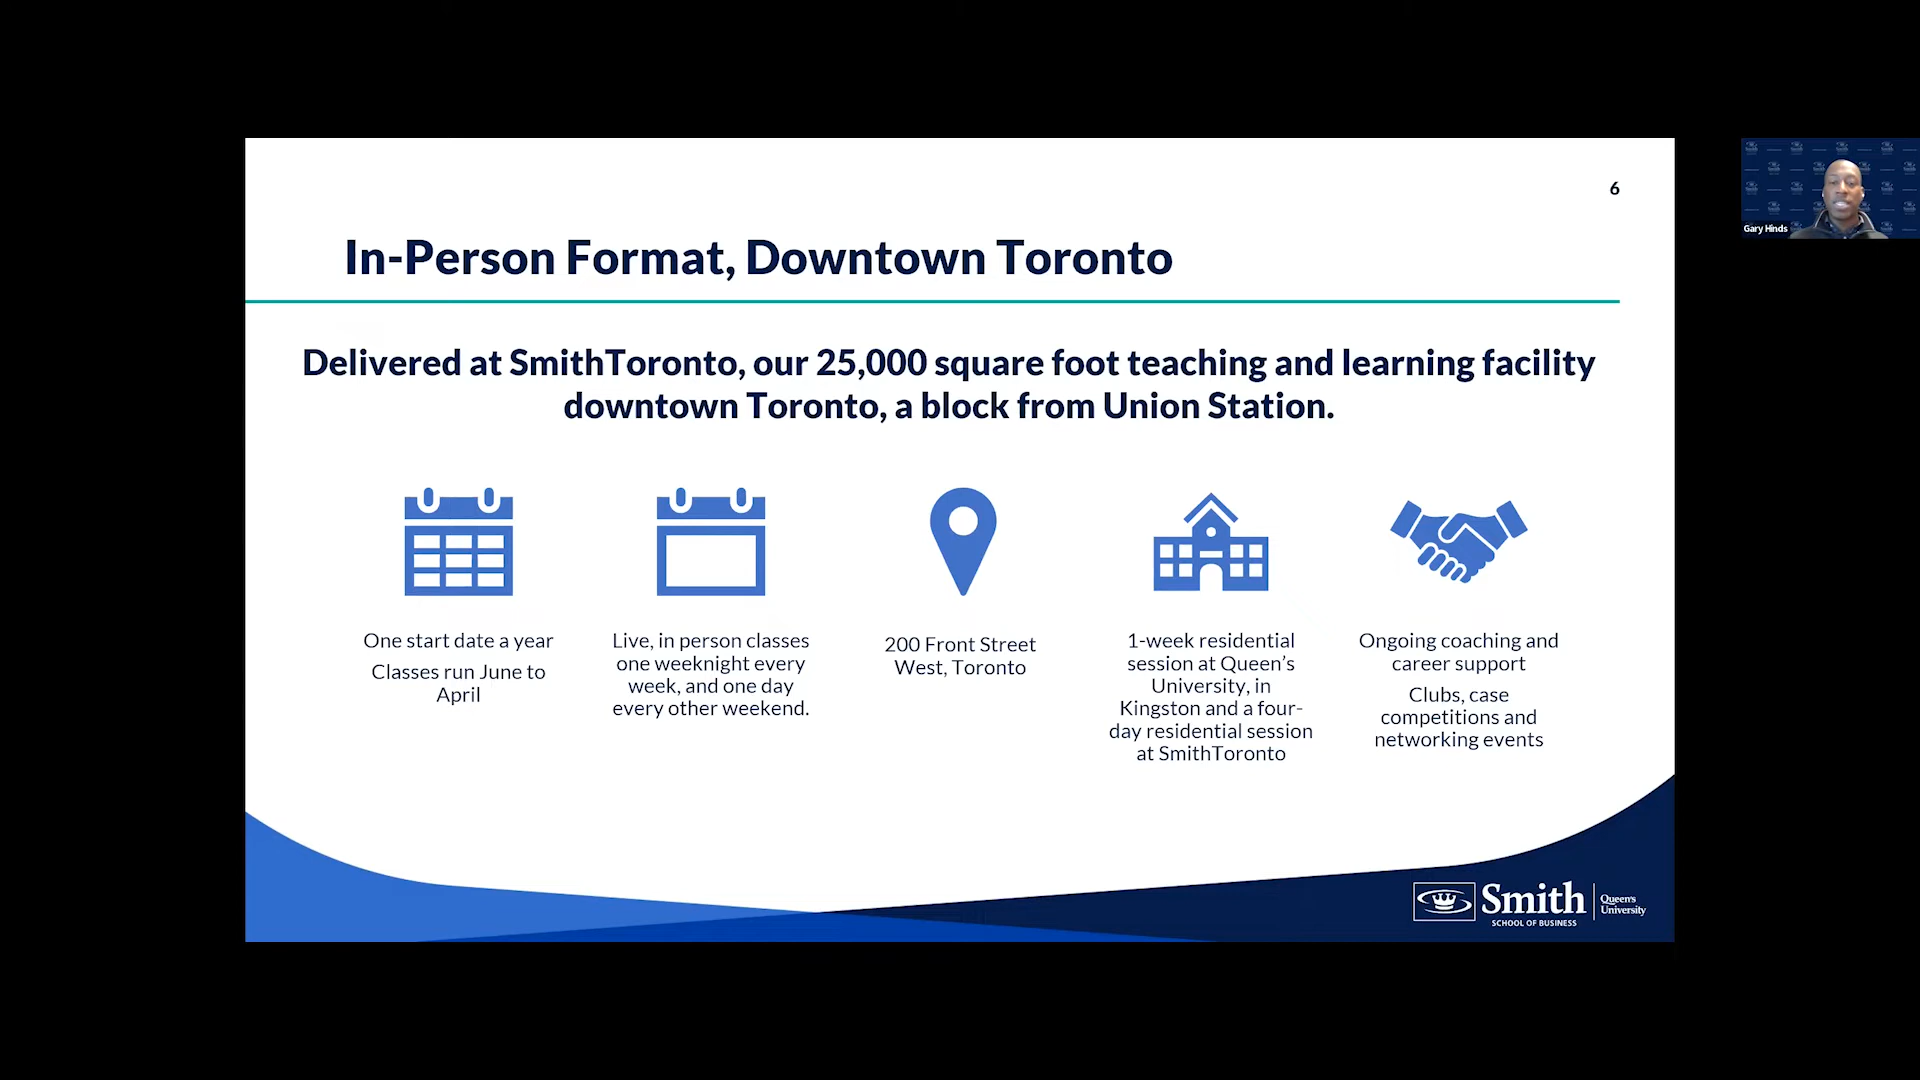 6
In-Person Format, Downtown Toronto
Delivered at SmithToronto, our 25,000 square foot teaching and learning facility
downtown Toronto, a block from Union Station.
One start date a year
Classes run June to
April
Live, in person classes
one weeknight every
week, and one day
every other weekend.
200 Front Street
West, Toronto
1-week residential
session at Queen's
University, in
Kingston and a four-
day residential session
at SmithToronto
Ongoing coaching and
career support
Clubs, case
competitions and
networking events
Smith
SCHOOL OF BUSINESS
Queen's
University
Gary Hinds